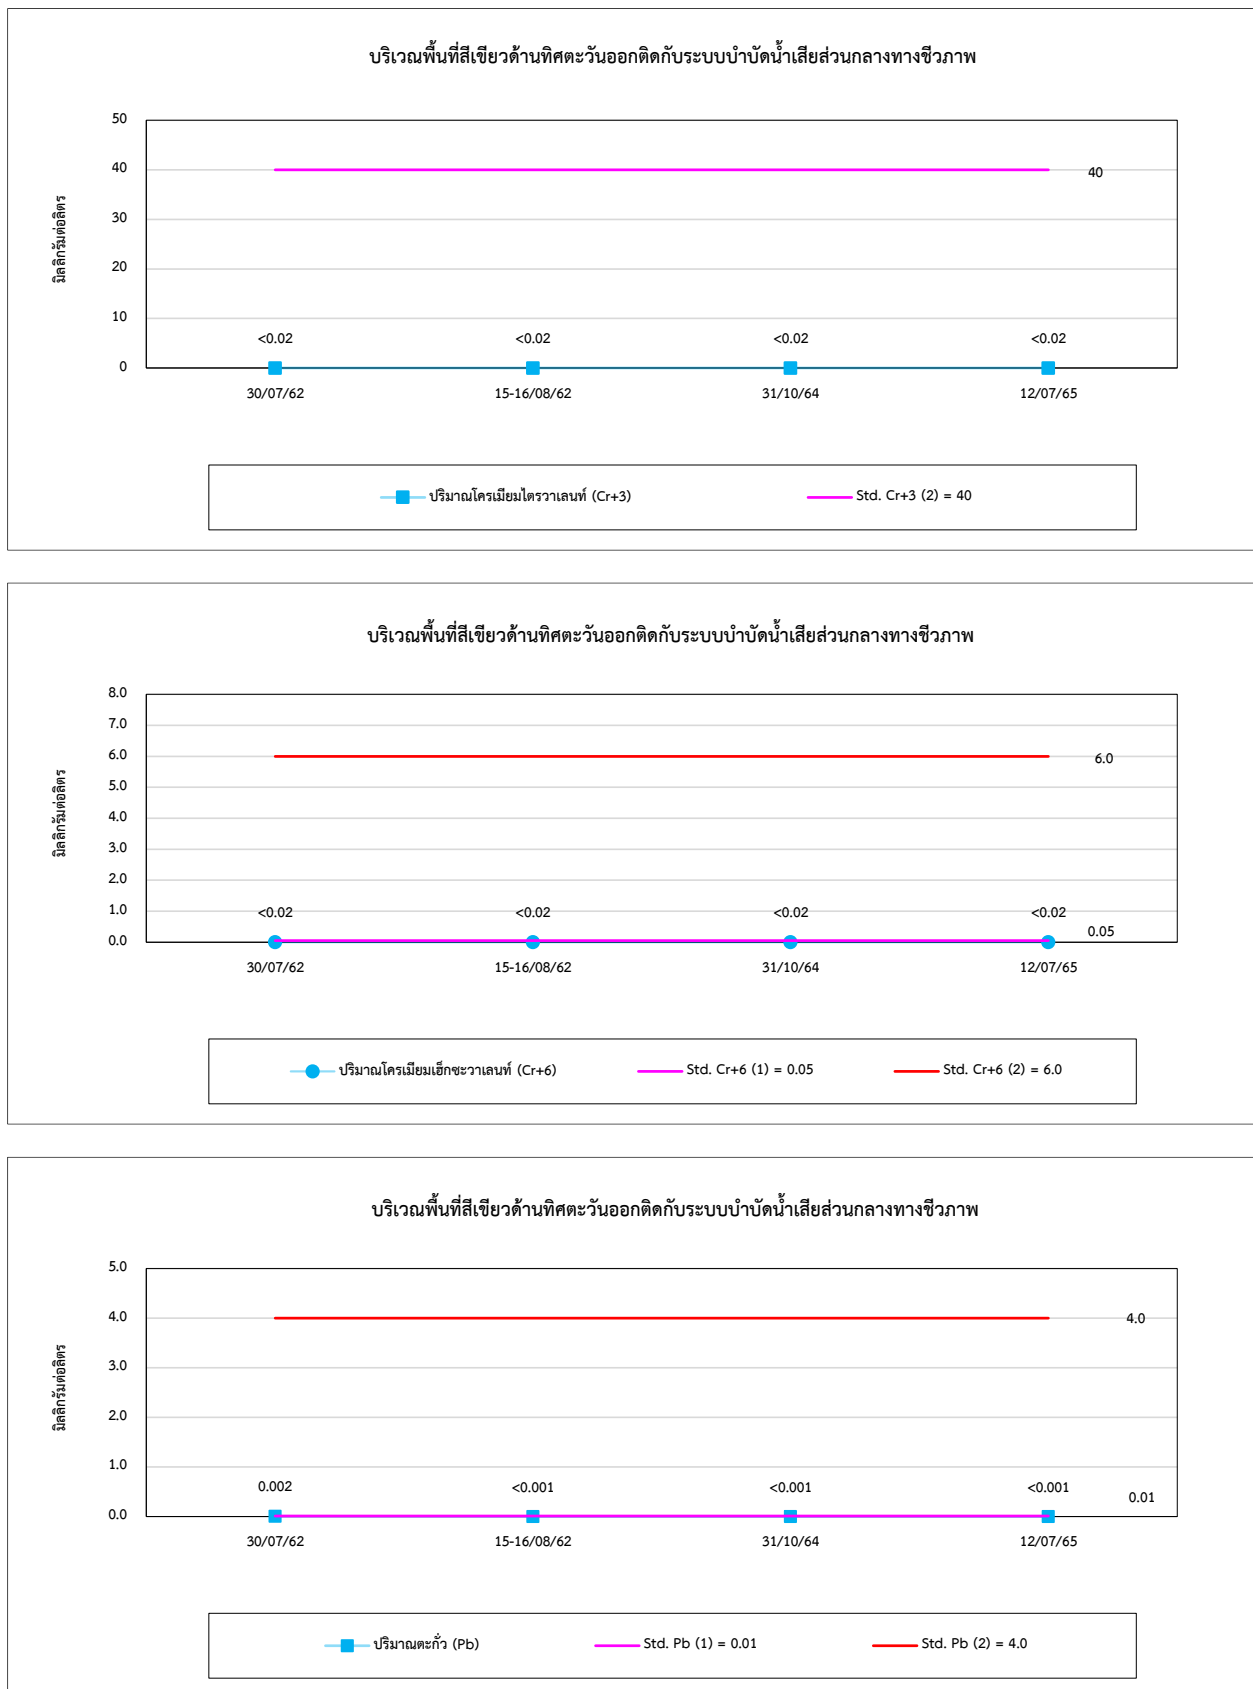 บริเวณพื้นที่สีเขียวด้านทิศตะวันออกติดกับระบบบำบัดน้ำเสียส่วนกลางทางชีวภาพ
มิลลิกรัมต่อลิตร
50
40
30
20
10
0
40
<0.02 <0.02 <0.02 <0.02
30/07/62 15-16/08/62 31/10/64 12/07/65
ปริมาณโครเมียมไตรวาเลนท์ (Cr+3) Std. Cr+3 (2) = 40
บริเวณพื้นที่สีเขียวด้านทิศตะวันออกติดกับระบบบำบัดน้ำเสียส่วนกลางทางชีวภาพ
มิลลิกรัมต่อลิตร
8.0
7.0
6.0
5.0
4.0
3.0
2.0
1.0
0.0
6.0
<0.02 <0.02 <0.02 <0.02
0.05
30/07/62 15-16/08/62 31/10/64 12/07/65
ปริมาณโครเมียมเฮ็กซะวาเลนท์ (Cr+6) Std. Cr+6 (1) = 0.05 Std. Cr+6 (2) = 6.0
บริเวณพื้นที่สีเขียวด้านทิศตะวันออกติดกับระบบบำบัดน้ำเสียส่วนกลางทางชีวภาพ
มิลลิกรัมต่อลิตร
5.0
4.0
3.0
2.0
1.0
0.0
4.0
0.002 <0.001 <0.001 <0.001
0.01
30/07/62 15-16/08/62 31/10/64 12/07/65
ปริมาณตะกั่ว (Pb) Std. Pb (1) = 0.01 Std. Pb (2) = 4.0